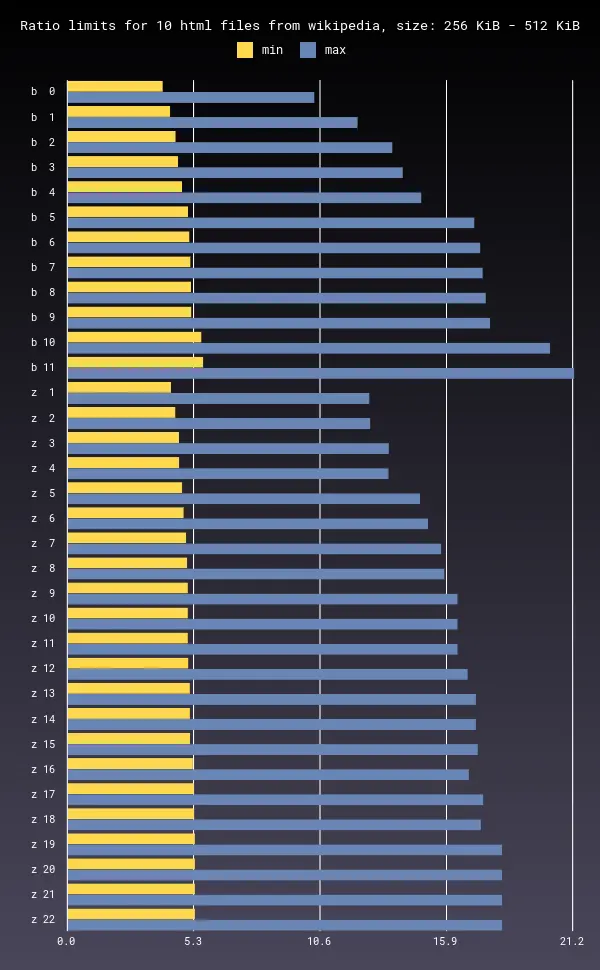 Ratio limits for 10 html files from wikipedia, size: 256 KiB - 512 KiB
min max
b 0
b 1
b 2
b 3
b 4
b 5
b 6
b 7
b 8
b 9
b 10
b 11
z 1
z 2
z 3
z 4
z 5
z 6
z 7
z 8
z 9
z 10
z 11
z 12
z 13
z 14
z 15
z 16
z 17
z 18
z 19
z 20
z 21
z 22
0.0 5.3 10.6 15.9 21.2